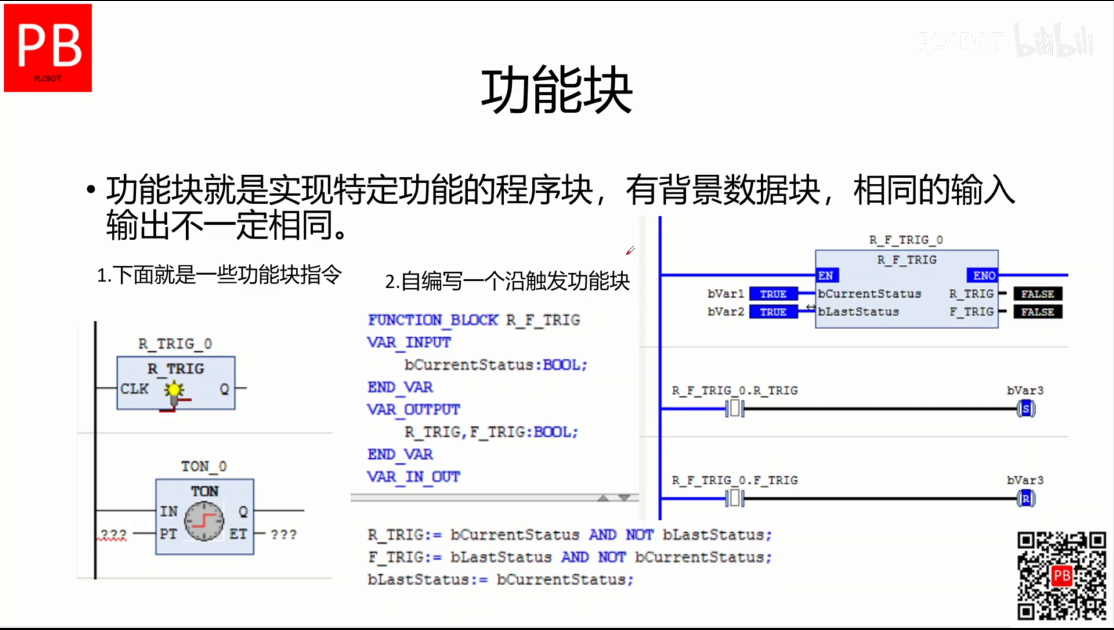 PB
PLCBOT
PLCBOT bilibili
功能块
• 功能块就是实现特定功能的程序块，有背景数据块，相同的输入
输出不一定相同。
1.下面就是一些功能块指令
R_TRIG_0
R_TRIG
CLK Q
TON_0
TON
IN Q
??? PT ET ???
2.自编写一个沿触发功能块
FUNCTION_BLOCK R_F_TRIG
VAR_INPUT
bCurrentStatus:BOOL;
END_VAR
VAR_OUTPUT
R_TRIG,F_TRIG:BOOL;
END_VAR
VAR_IN_OUT
R_TRIG:= bCurrentStatus AND NOT bLastStatus;
F_TRIG:= bLastStatus AND NOT bCurrentStatus;
bLastStatus:= bCurrentStatus;
R_F_TRIG_0
R_F_TRIG
EN ENO
bVar1 TRUE bCurrentStatus R_TRIG FALSE
bVar2 TRUE bLastStatus F_TRIG FALSE
R_F_TRIG_0.R_TRIG bVar3
S
R_F_TRIG_0.F_TRIG bVar3
R
PB